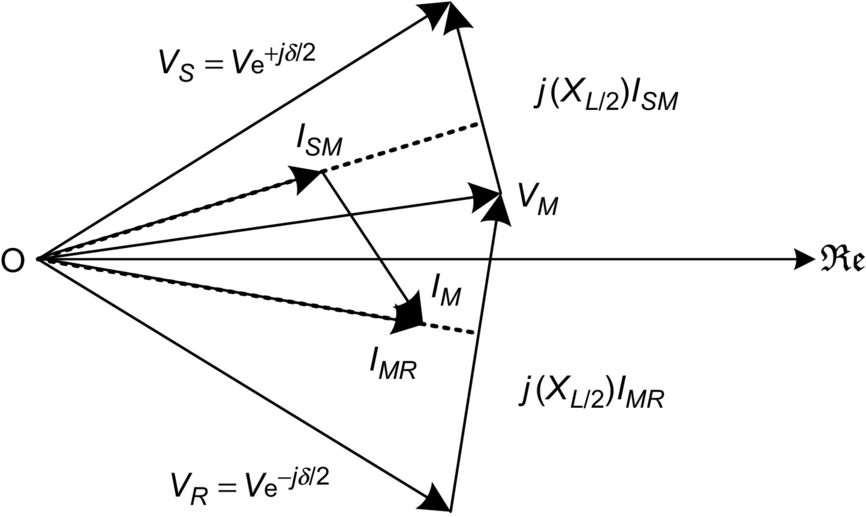 V_S = Ve^{+jδ/2}
j(X_{L/2})I_{SM}
I_{SM}
V_M
O
ℜe
I_M
I_{MR}
j(X_{L/2})I_{MR}
V_R = Ve^{−jδ/2}